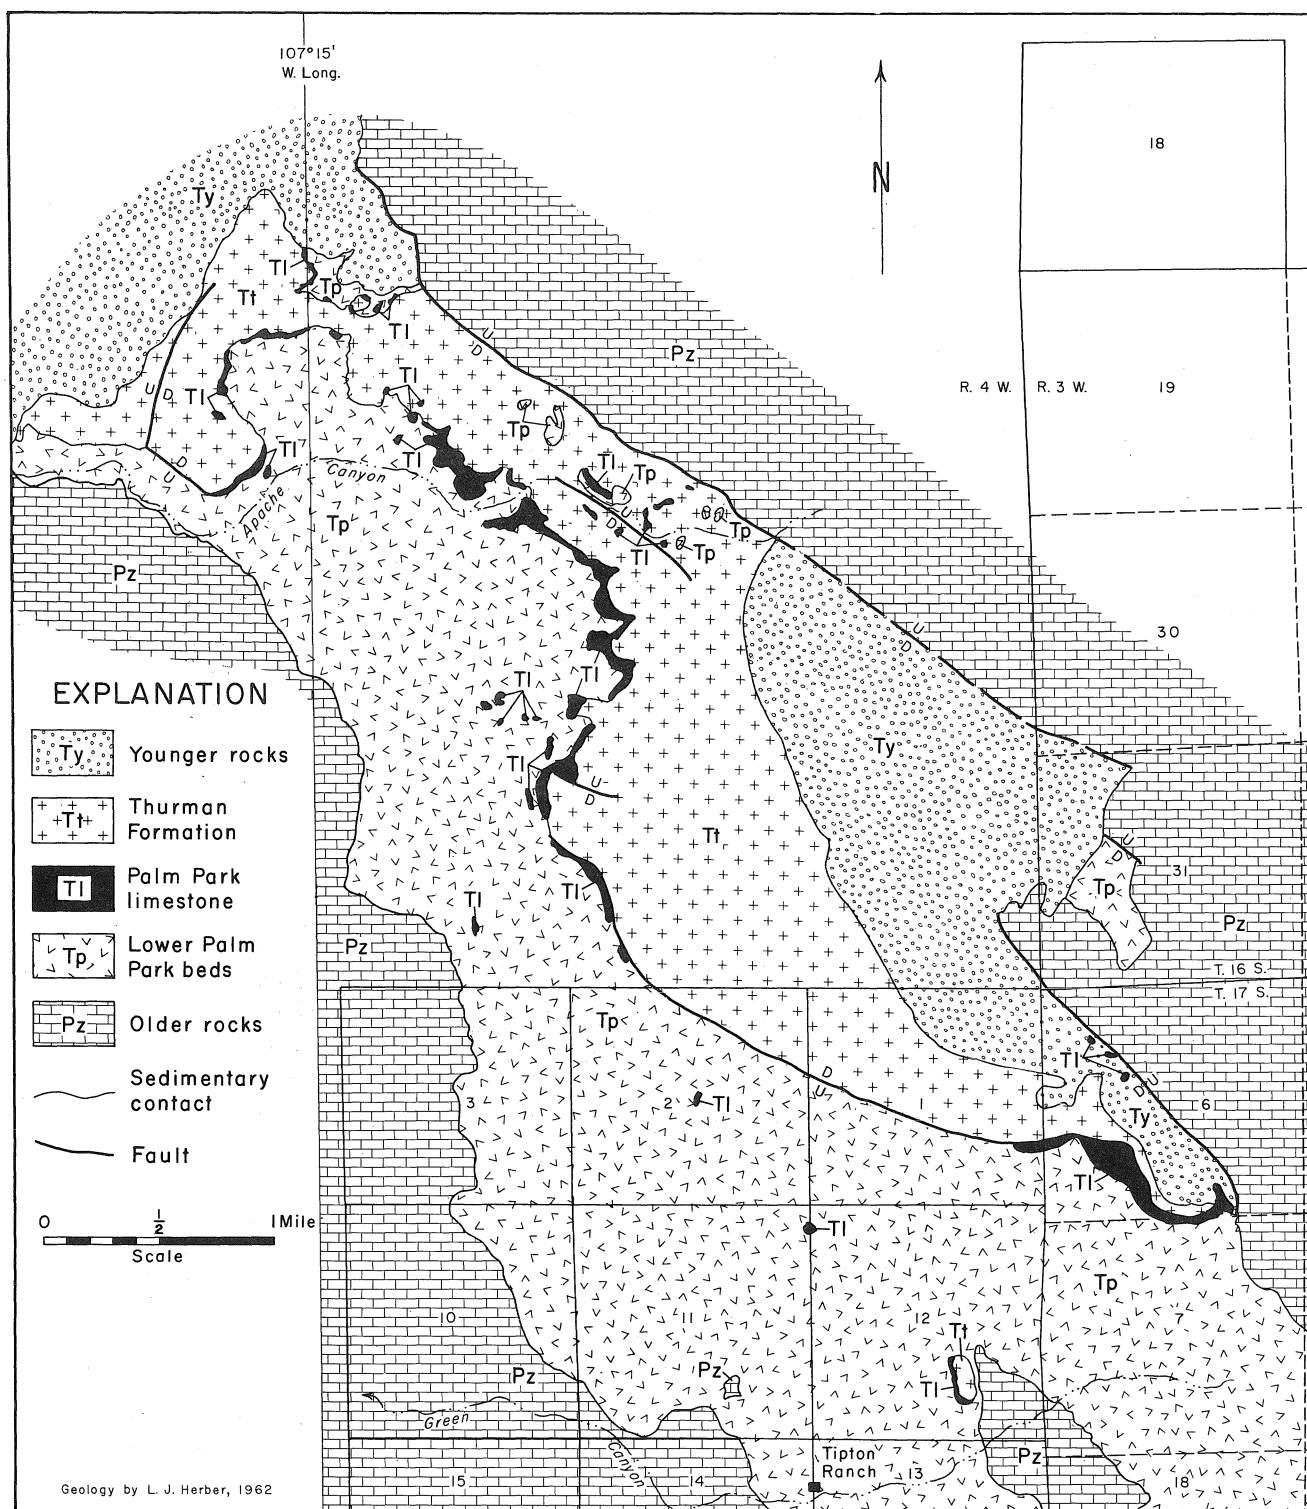 107°15'
W. Long.
N
18
Ty
Tl
Tp
Tt
Tl
U
D
Pz
R. 4 W. R. 3 W.
19
Tl
U
D
Tl
Tp
Tl
Tl
U
D
Canyon
Apache
Tl
Tp
Tp
U
D
Tp
Tp
Tl
Pz
U
D
30
Tl
Tl
EXPLANATION
Ty Younger rocks
Tt Thurman
Formation
Tl Palm Park
limestone
Tp Lower Palm
Park beds
Pz Older rocks
Sedimentary
contact
Fault
0 1/2 1 Mile
Scale
Ty
Tl
U
D
Tt
U
D
31
Tp
Tl
Tl
Pz
Pz
T. 16 S.
T. 17 S.
Tp
Tl
D
U
U
D
3
2
Tl
1
Ty
6
Tl
Tl
Tp
10
11
12
7
Tt
Pz
Pz
Tl
Green
Canyon
Tipton
Ranch
Pz
15
14
13
18
Geology by L. J. Herber, 1962